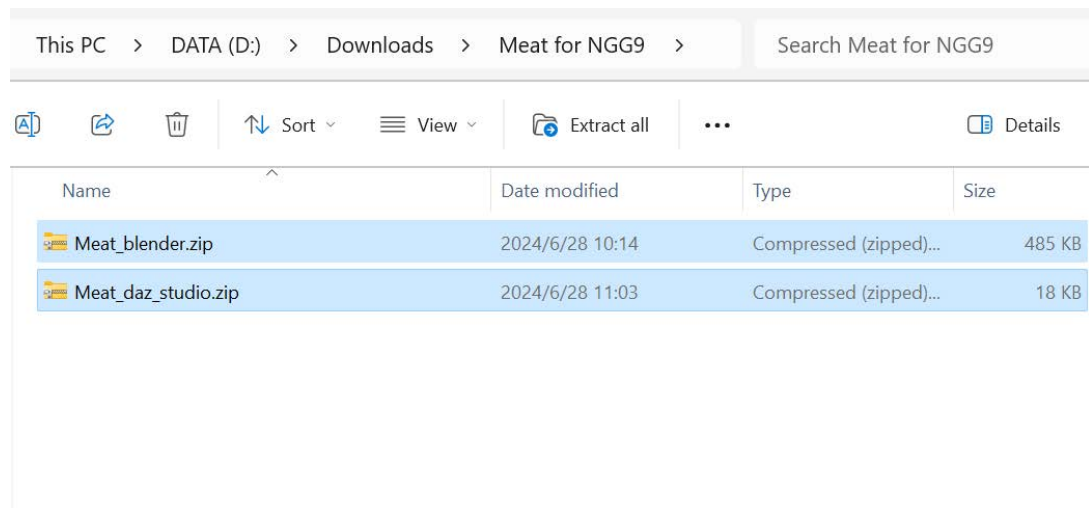 This PC > DATA (D:) > Downloads > Meat for NGG9 > Search Meat for NGG9
Sort View Extract all ... Details
Name Date modified Type Size
Meat_blender.zip 2024/6/28 10:14 Compressed (zipped)... 485 KB
Meat_daz_studio.zip 2024/6/28 11:03 Compressed (zipped)... 18 KB